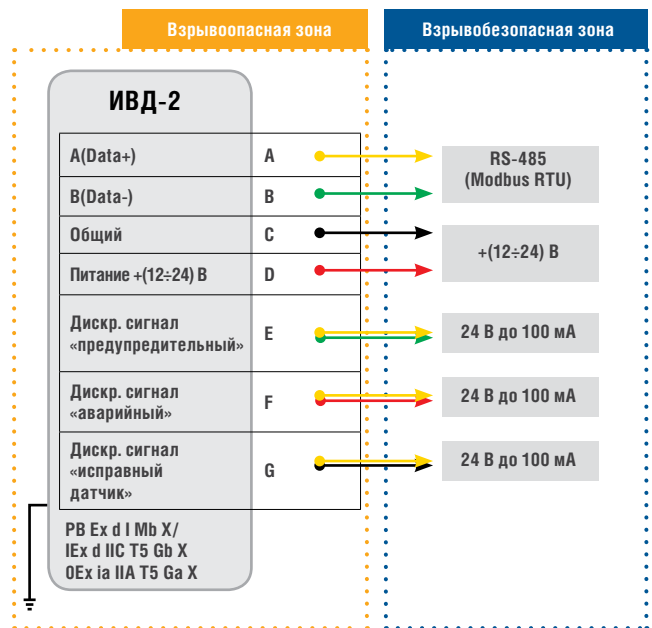 Взрывоопасная зона
Взрывобезопасная зона
ИВД-2
A(Data+)
A
B(Data-)
B
Общий
C
Питание +(12÷24) В
D
Дискр. сигнал
«предупредительный»
E
Дискр. сигнал
«аварийный»
F
Дискр. сигнал
«исправный
датчик»
G
RS-485
(Modbus RTU)
+(12÷24) В
24 В до 100 мА
24 В до 100 мА
24 В до 100 мА
PB Ex d I Mb X/
IEx d IIC T5 Gb X
0Ex ia IIA T5 Ga X